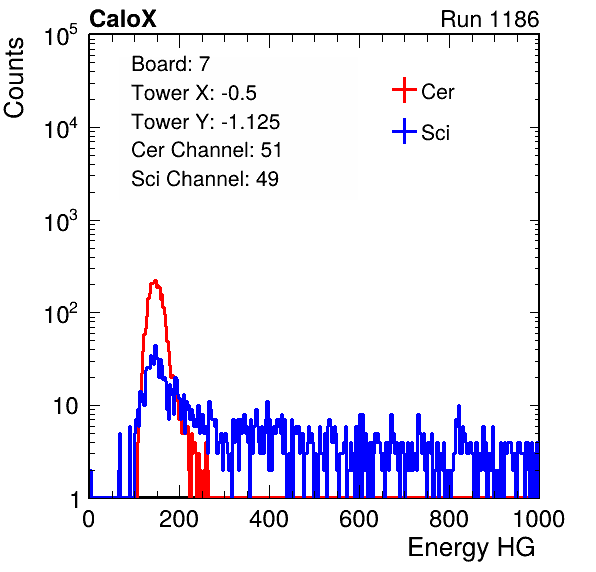 CaloX Run 1186
Counts
Board: 7
Tower X: -0.5
Tower Y: -1.125
Cer Channel: 51
Sci Channel: 49
Cer
Sci
10^5
10^4
10^3
10^2
10
1
0 200 400 600 800 1000
Energy HG